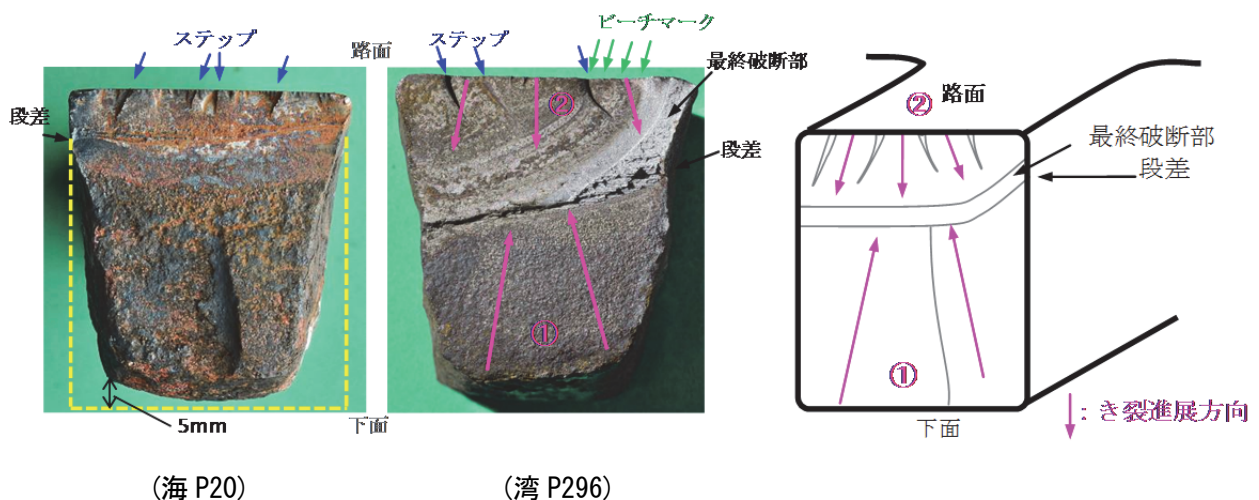 ステップ
路面
ステップ
ビーチマーク
最終破断部
段差
②
段差
①
5mm
下面
② 路面
最終破断部
段差
①
下面
: き裂進展方向
(海 P20)
(湾 P296)